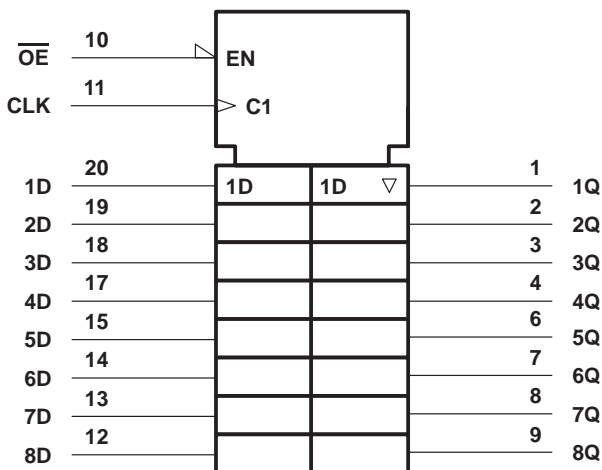 OE 10 EN
CLK 11 C1
1D 20 1D 1D 1 1Q
2D 19 2 2Q
3D 18 3 3Q
4D 17 4 4Q
5D 15 6 5Q
6D 14 7 6Q
7D 13 8 7Q
8D 12 9 8Q